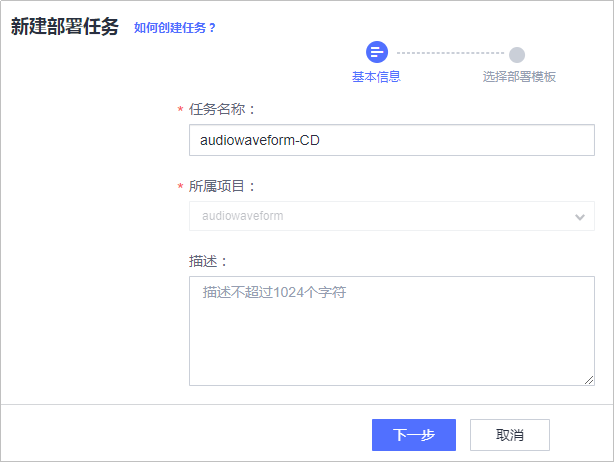 新建部署任务 如何创建任务?
基本信息 选择部署模板
* 任务名称：
audiowaveform-CD
* 所属项目：
audiowaveform
描述：
描述不超过1024个字符
下一步 取消